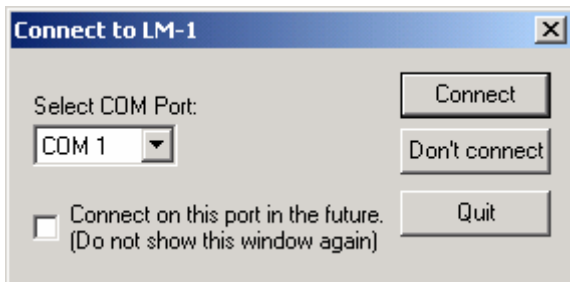 Connect to LM-1
Select COM Port:
COM 1
Connect on this port in the future.
(Do not show this window again)
Connect
Don't connect
Quit